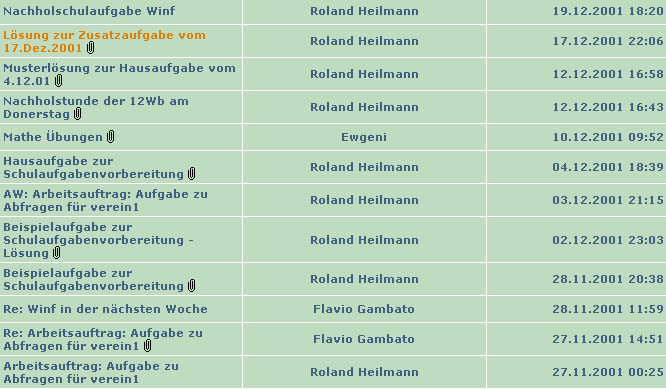 Nachholschulaufgabe Winf Roland Heilmann 19.12.2001 18:20
Lösung zur Zusatzaufgabe vom
17.Dez.2001 Roland Heilmann 17.12.2001 22:06
Musterlösung zur Hausaufgabe vom
4.12.01 Roland Heilmann 12.12.2001 16:58
Nachholstunde der 12Wb am
Donerstag Roland Heilmann 12.12.2001 16:43
Mathe Übungen Ewgeni 10.12.2001 09:52
Hausaufgabe zur
Schulaufgabenvorbereitung Roland Heilmann 04.12.2001 18:39
AW: Arbeitsauftrag: Aufgabe zu
Abfragen für verein1 Roland Heilmann 03.12.2001 21:15
Beispielaufgabe zur
Schulaufgabenvorbereitung - Roland Heilmann 02.12.2001 23:03
Lösung
Beispielaufgabe zur
Schulaufgabenvorbereitung Roland Heilmann 28.11.2001 20:38
Re: Winf in der nächsten Woche Flavio Gambato 28.11.2001 11:59
Re: Arbeitsauftrag: Aufgabe zu
Abfragen für verein1 Flavio Gambato 27.11.2001 14:51
Arbeitsauftrag: Aufgabe zu
Abfragen für verein1 Roland Heilmann 27.11.2001 00:25